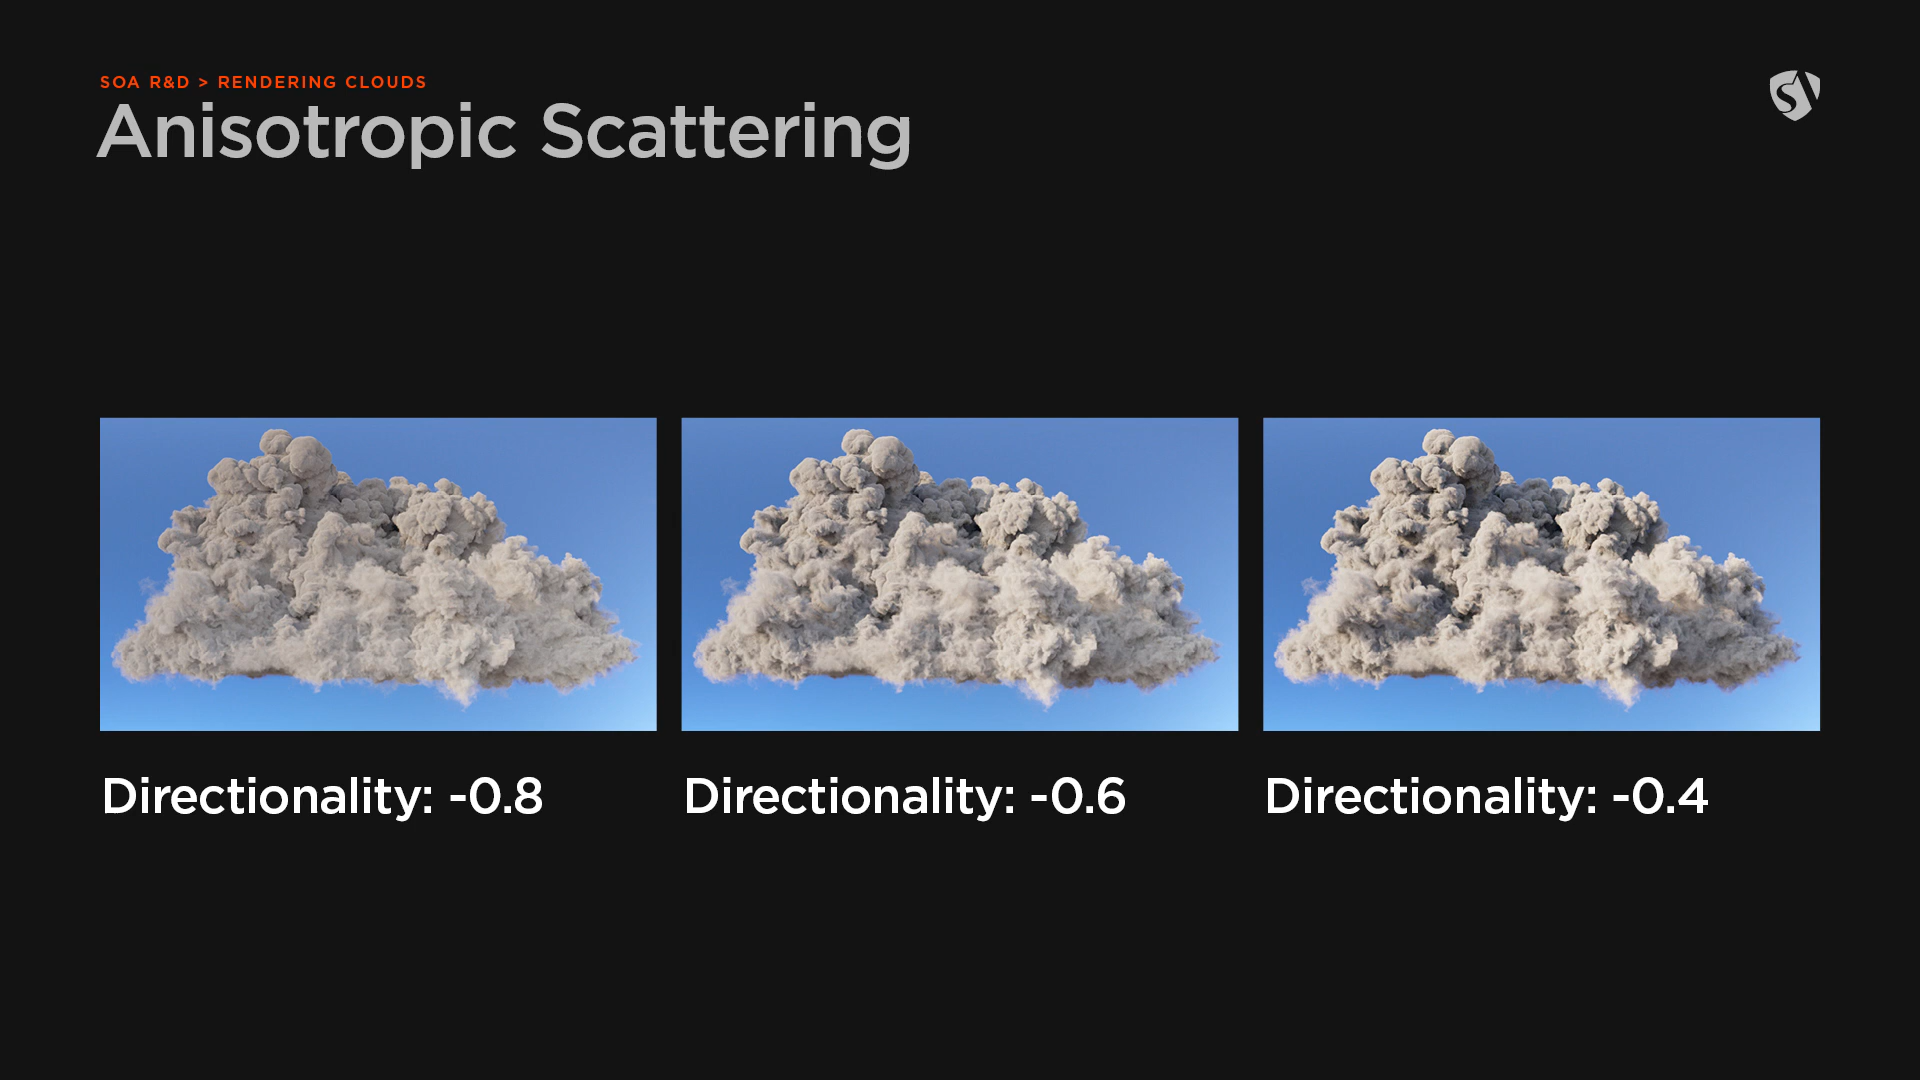 SOA R&D > RENDERING CLOUDS
Anisotropic Scattering
Directionality: -0.8
Directionality: -0.6
Directionality: -0.4